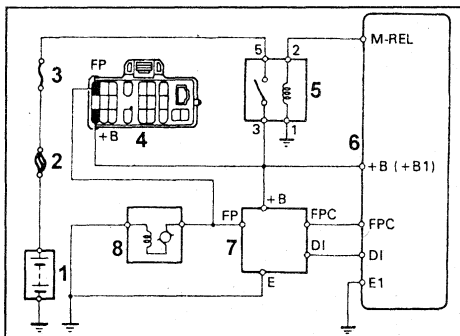 5
2
M-REL
3
FP
5
+B
4
3
1
6
+B (+B1)
2
+B
FP
FPC
FPC
8
7
DI
DI
1
E
E1